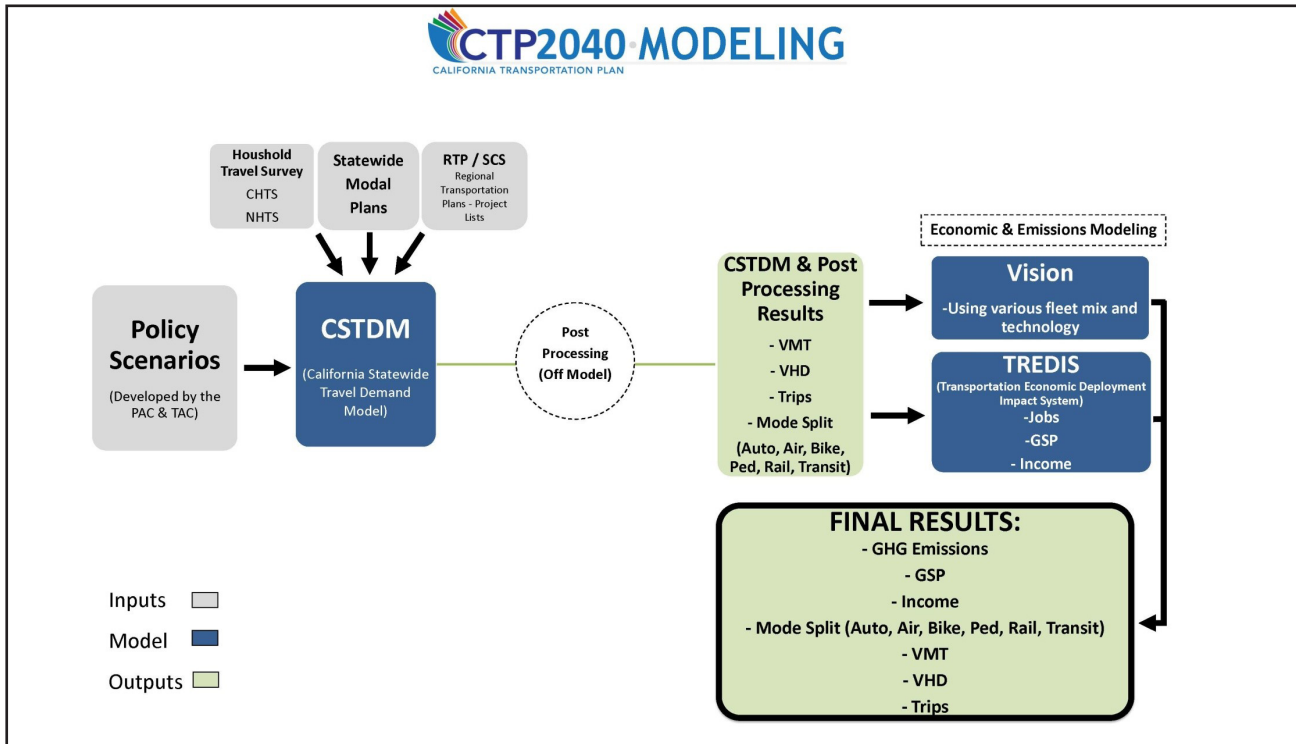 CTP2040·MODELING
CALIFORNIA TRANSPORTATION PLAN
Houshold
Travel Survey
CHTS
NHTS
Statewide
Modal
Plans
RTP / SCS
Regional
Transportation
Plans - Project
Lists
Policy
Scenarios
(Developed by the
PAC & TAC)
CSTDM
(California Statewide
Travel Demand
Model)
Post
Processing
(Off Model)
CSTDM & Post
Processing
Results
- VMT
- VHD
- Trips
- Mode Split
(Auto, Air, Bike,
Ped, Rail, Transit)
Economic & Emissions Modeling
Vision
-Using various fleet mix and
technology
TREDIS
(Transportation Economic Deployment
Impact System)
-Jobs
-GSP
- Income
FINAL RESULTS:
- GHG Emissions
- GSP
- Income
- Mode Split (Auto, Air, Bike, Ped, Rail, Transit)
- VMT
- VHD
- Trips
Inputs
Model
Outputs